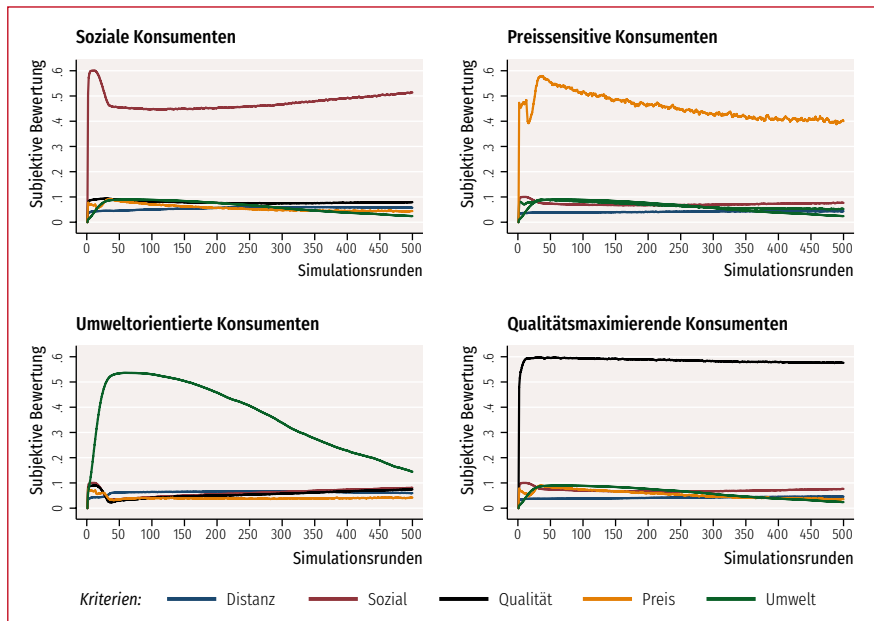 Soziale Konsumenten
Subjektive Bewertung
.6
.5
.4
.3
.2
.1
0
0 50 100 150 200 250 300 350 400 450 500
Simulationsrunden
Preissensitive Konsumenten
Subjektive Bewertung
.6
.5
.4
.3
.2
.1
0
0 50 100 150 200 250 300 350 400 450 500
Simulationsrunden
Umweltorientierte Konsumenten
Subjektive Bewertung
.6
.5
.4
.3
.2
.1
0
0 50 100 150 200 250 300 350 400 450 500
Simulationsrunden
Qualitätsmaximierende Konsumenten
Subjektive Bewertung
.6
.5
.4
.3
.2
.1
0
0 50 100 150 200 250 300 350 400 450 500
Simulationsrunden
Kriterien: Distanz Sozial Qualität Preis Umwelt